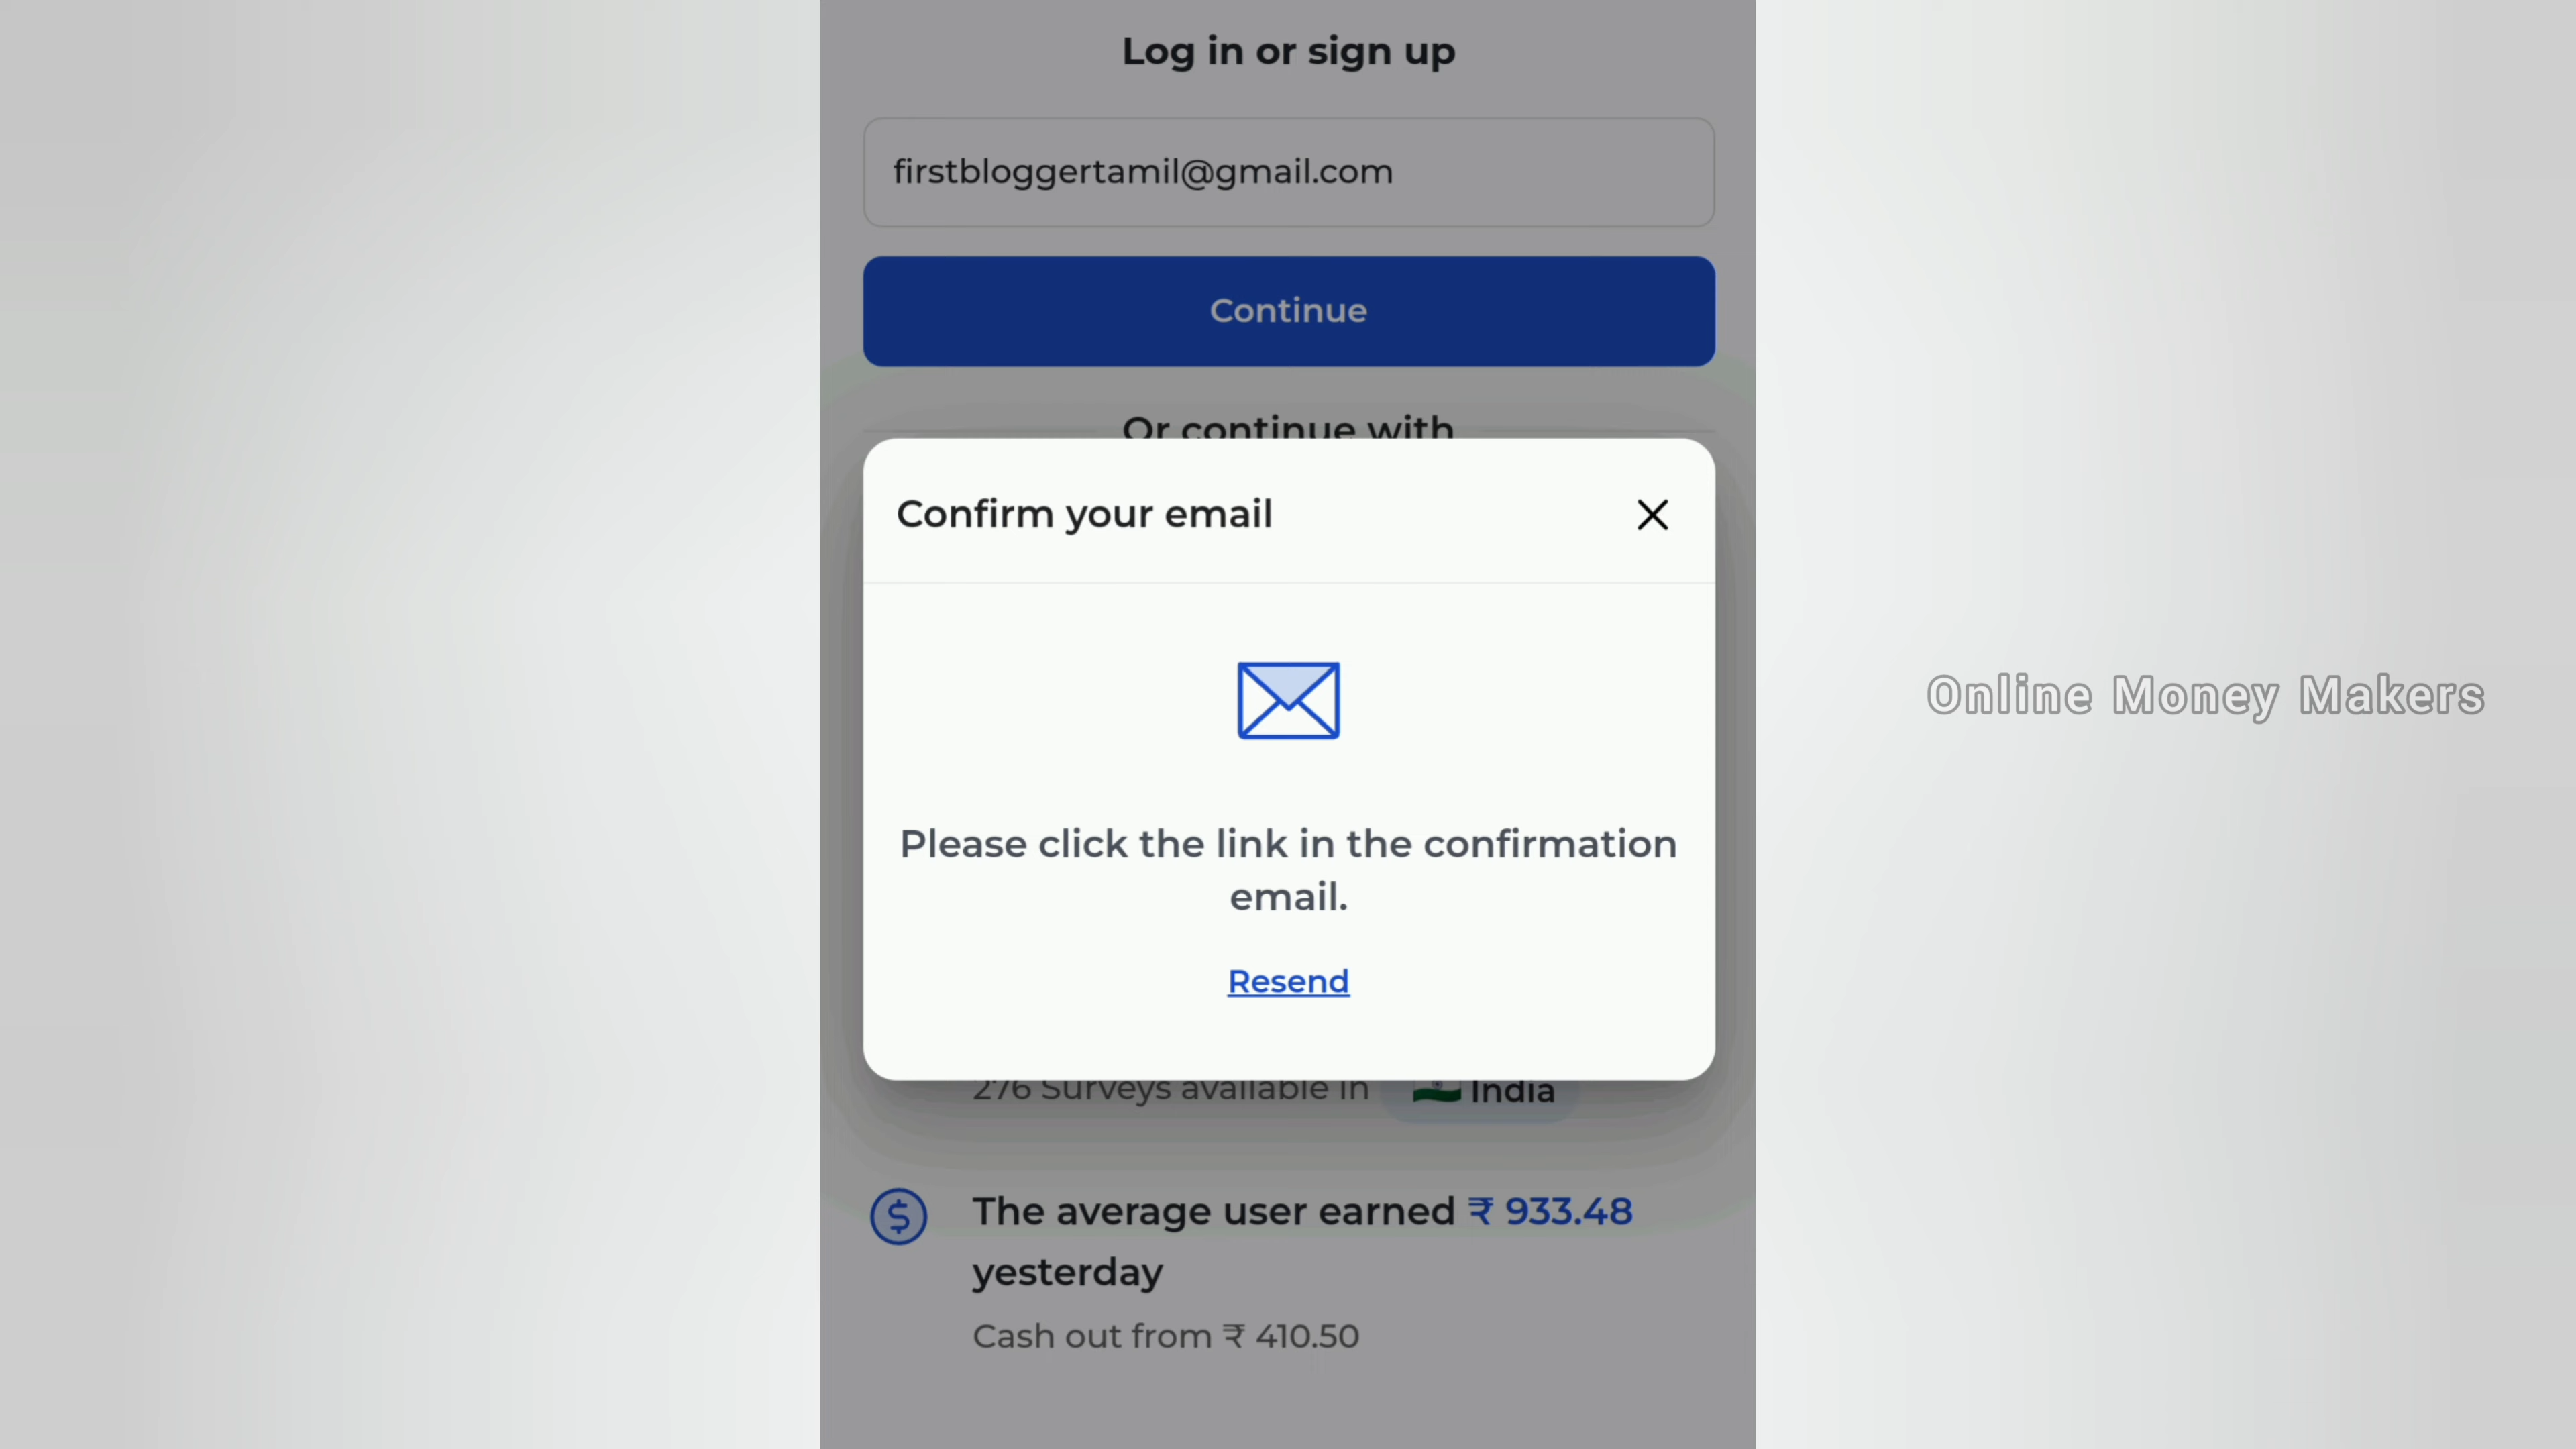 Log in or sign up
firstbloggertamil@gmail.com
Continue
Or continue with
Confirm your email
Please click the link in the confirmation
email.
Resend
276 Surveys available in India
The average user earned ₹ 933.48
yesterday
Cash out from ₹ 410.50
Online Money Makers